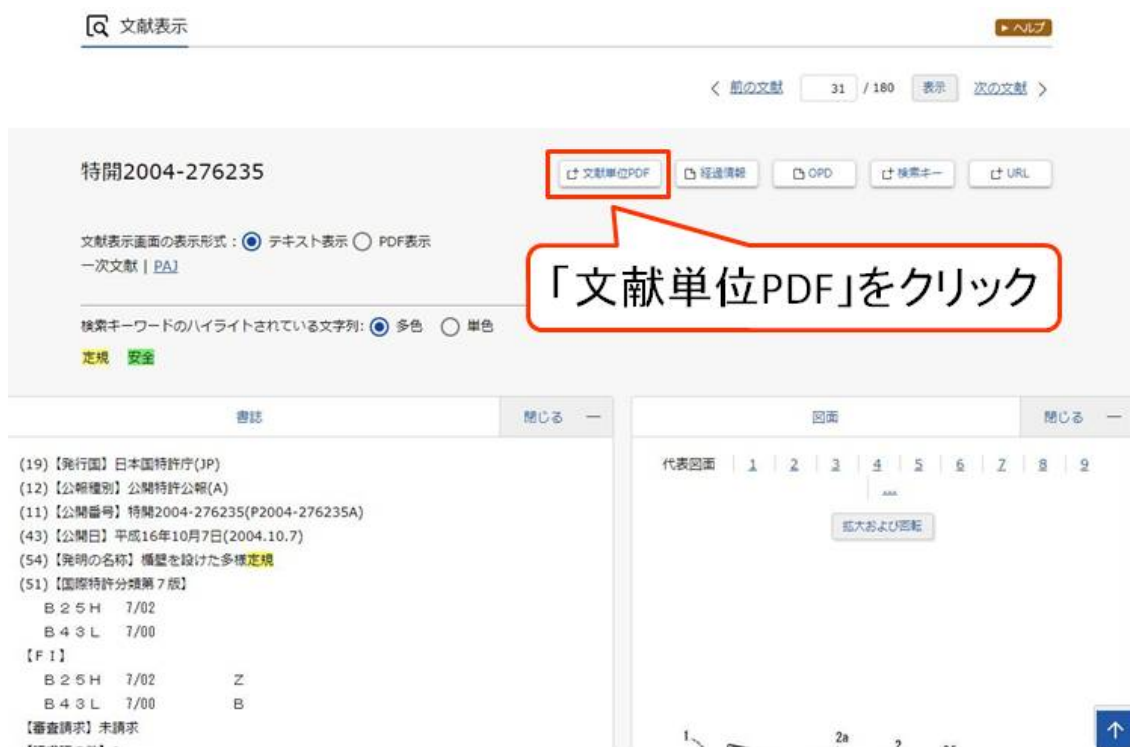 文献表示
ヘルプ
前の文献 31 / 180 表示 次の文献
特開2004-276235
文献単位PDF 経過情報 OPD 検索キー URL
文献表示画面の表示形式: テキスト表示 PDF表示
一次文献 | PAJ
「文献単位PDF」をクリック
検索キーワードのハイライトされている文字列: 多色 単色
定規 安全
書誌 閉じる
(19)【発行国】日本国特許庁(JP)
(12)【公報種別】公開特許公報(A)
(11)【公開番号】特開2004-276235(P2004-276235A)
(43)【公開日】平成16年10月7日(2004.10.7)
(54)【発明の名称】楯壁を設けた多様定規
(51)【国際特許分類第7版】
B25H 7/02
B43L 7/00
【FI】
B25H 7/02 Z
B43L 7/00 B
【審査請求】未請求
図面 閉じる
代表図面 1 2 3 4 5 6 7 8 9
...
拡大および回転
1
2a
2